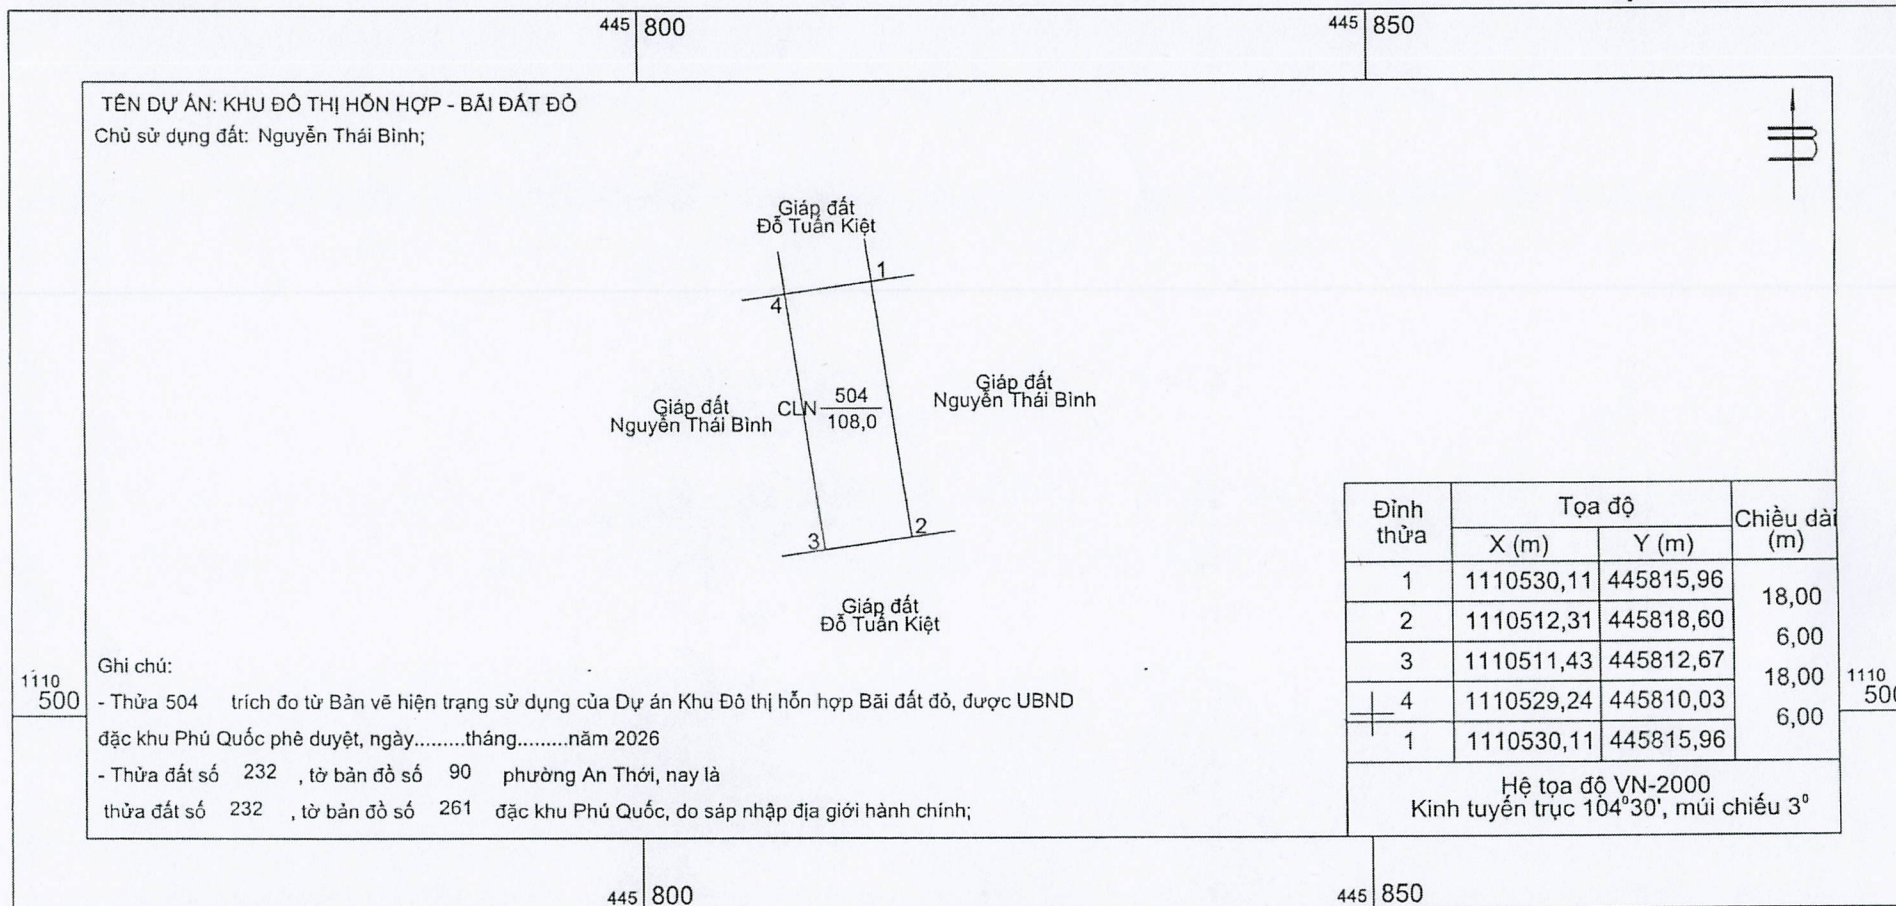 445 800
445 850
TÊN DỰ ÁN: KHU ĐÔ THỊ HỖN HỢP - BÃI ĐẤT ĐỎ
Chủ sử dụng đất: Nguyễn Thái Bình;
Giáp đất
Đỗ Tuấn Kiệt
1
4
Giáp đất
Nguyễn Thái Bình
CLN 504
108,0
Giáp đất
Nguyễn Thái Bình
2
3
Giáp đất
Đỗ Tuấn Kiệt
Đỉnh thửa Tọa độ Chiều dài (m)
X (m) Y (m)
1 1110530,11 445815,96
18,00
2 1110512,31 445818,60
6,00
3 1110511,43 445812,67
18,00
4 1110529,24 445810,03
6,00
1 1110530,11 445815,96
Hệ tọa độ VN-2000
Kinh tuyến trục 104⁰30', múi chiếu 3⁰
Ghi chú:
1110
500
- Thửa 504 trích đo từ Bản vẽ hiện trạng sử dụng của Dự án Khu Đô thị hỗn hợp Bãi đất đỏ, được UBND
đặc khu Phú Quốc phê duyệt, ngày.........tháng.........năm 2026
- Thửa đất số 232 , tờ bản đồ số 90 phường An Thới, nay là
thửa đất số 232 , tờ bản đồ số 261 đặc khu Phú Quốc, do sáp nhập địa giới hành chính;
1110
500
445 800
445 850